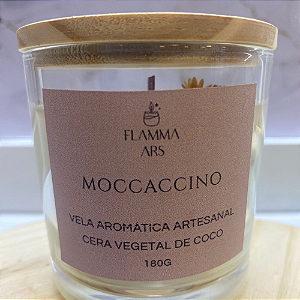 FLAMMA
ARS
MOCCACCINO
VELA AROMÁTICA ARTESANAL
CERA VEGETAL DE COCO
180G